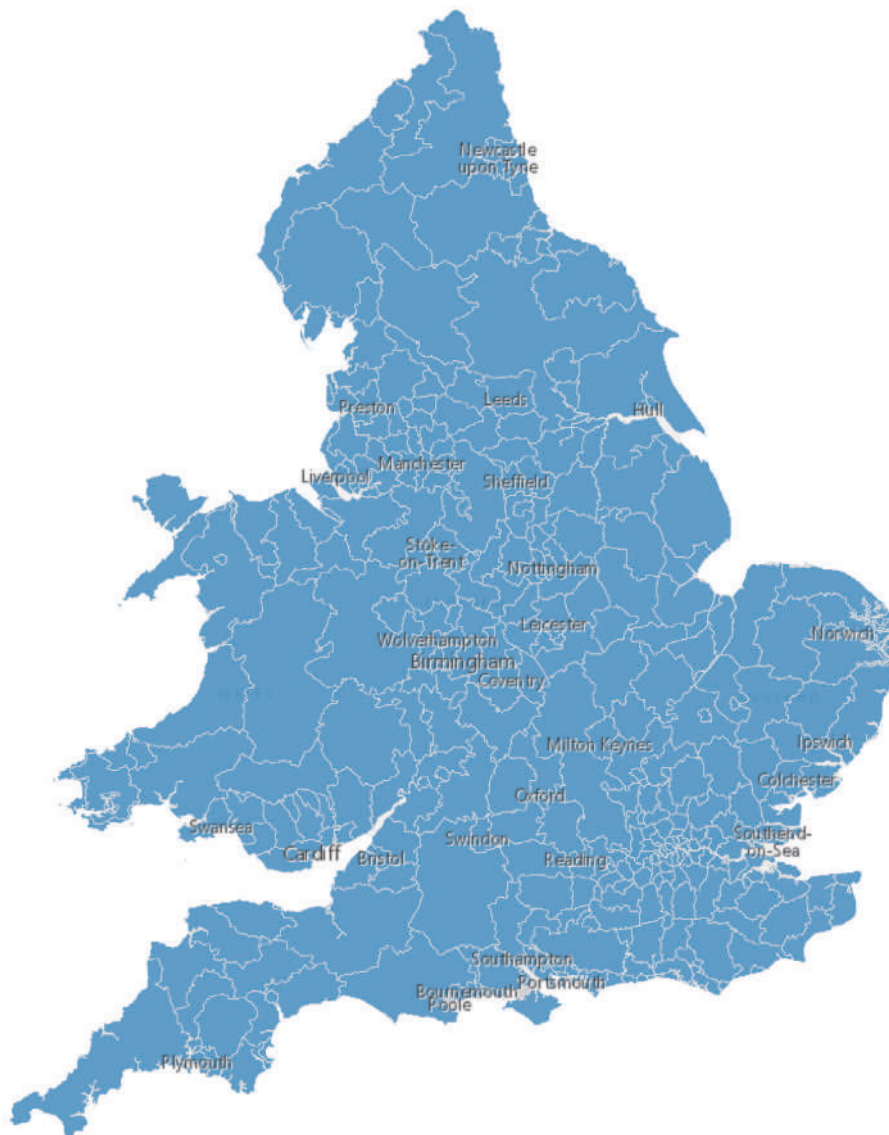 Newcastle
upon Tyne
Leeds
Preston
Hull
Manchester
Liverpool
Sheffield
Stoke-
on-Trent
Nottingham
Leicester
Norwich
Wolverhampton
Birmingham
Coventry
WALES
Milton Keynes
Ipswich
Colchester
Oxford
Swansea
Southend-
on-Sea
Swindon
Cardiff
Bristol
Reading
Southampton
Portsmouth
Bournemouth
Poole
Plymouth